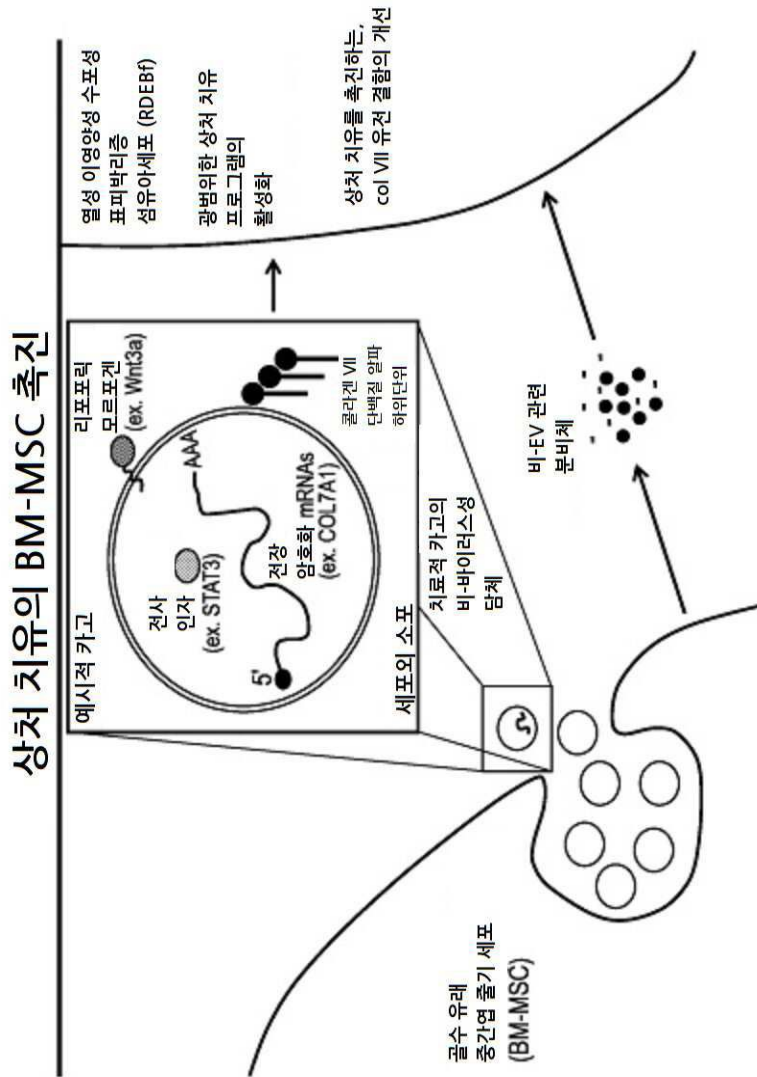 상처 치유의 BM-MSC 촉진
예시적 카고
리포포릭
모르포겐
(ex. Wnt3a)
전사
인자
(ex. STAT3)
AAA
5'
전장
암호화 mRNAs
(ex. COL7A1)
세포외 소포
콜라겐 VII
단백질 알파
하위단위
열성 이영양성 수포성
표피박리증
섬유아세포 (RDEBf)
광범위한 상처 치유
프로그램의
활성화
상처 치유를 촉진하는,
col VII 유전 결함의 개선
치료적 카고의
비-바이러스성
담체
비-EV 관련
분비체
골수 유래
중간엽 줄기 세포
(BM-MSC)